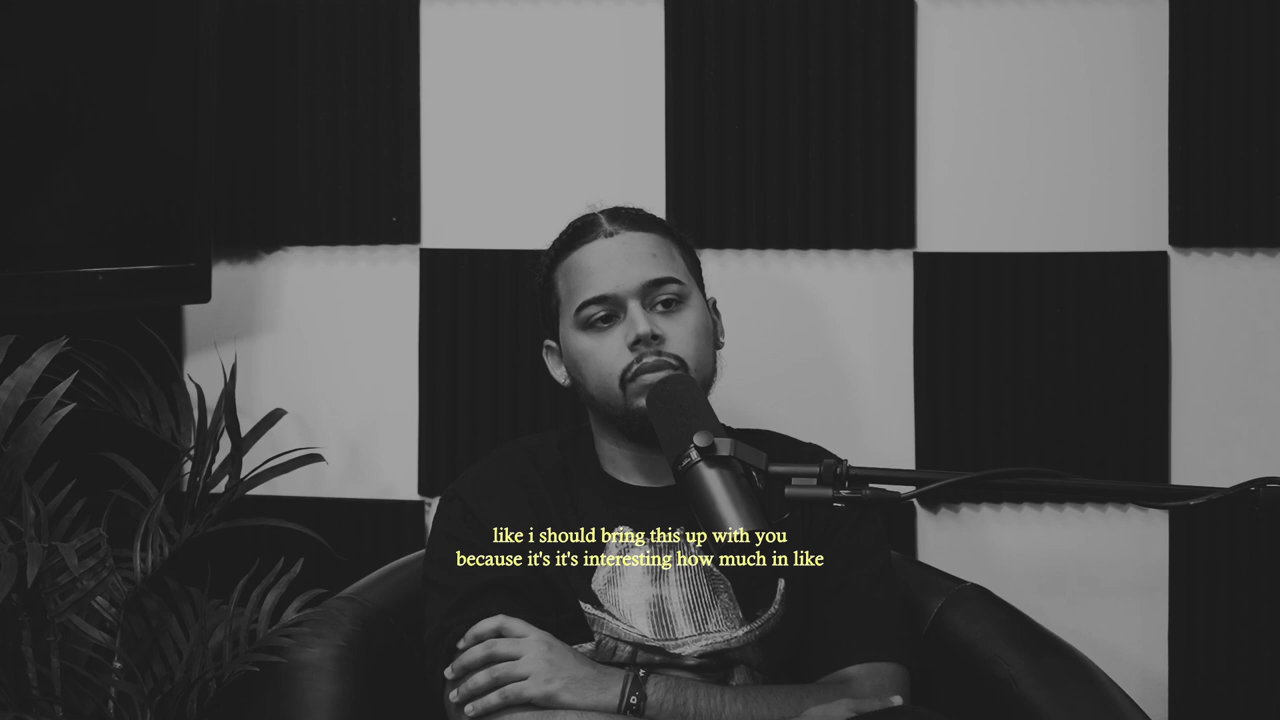 like i should bring this up with you
because it's it's interesting how much in like